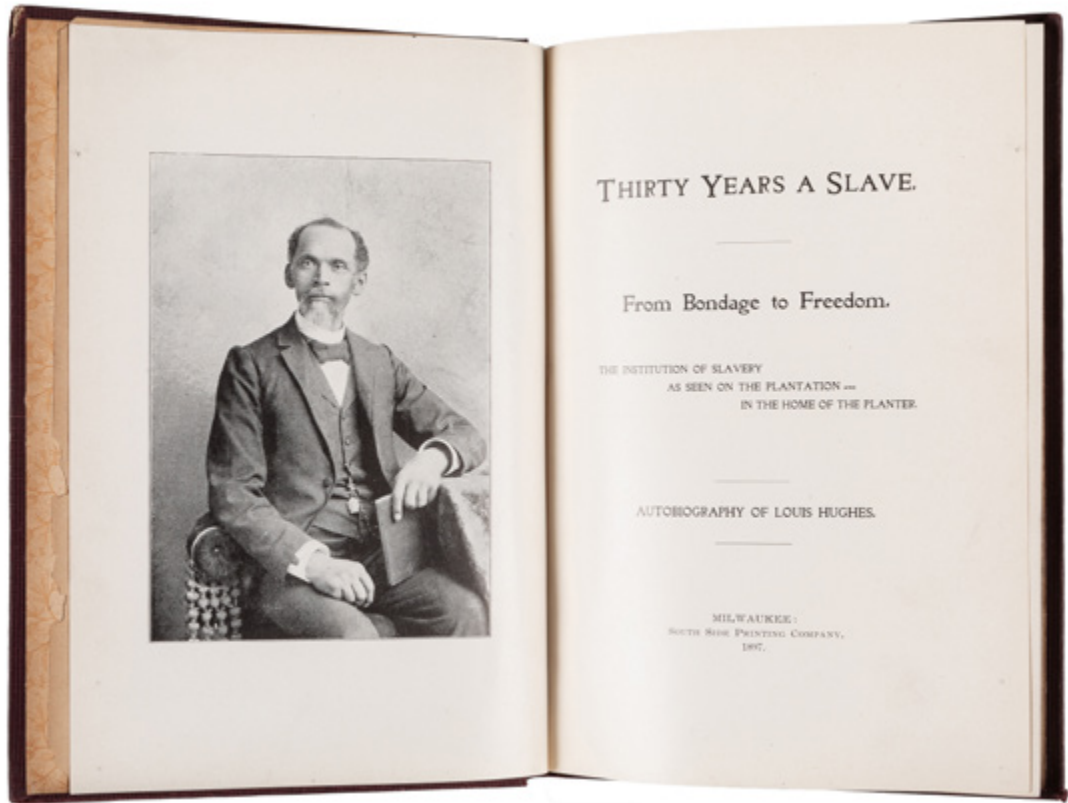 THIRTY YEARS A SLAVE.
From Bondage to Freedom.
THE INSTITUTION OF SLAVERY
AS SEEN ON THE PLANTATION AND
IN THE HOME OF THE PLANTER.
AUTOBIOGRAPHY OF LOUIS HUGHES.
MILWAUKEE:
SOUTH SIDE PRINTING COMPANY,
1897.